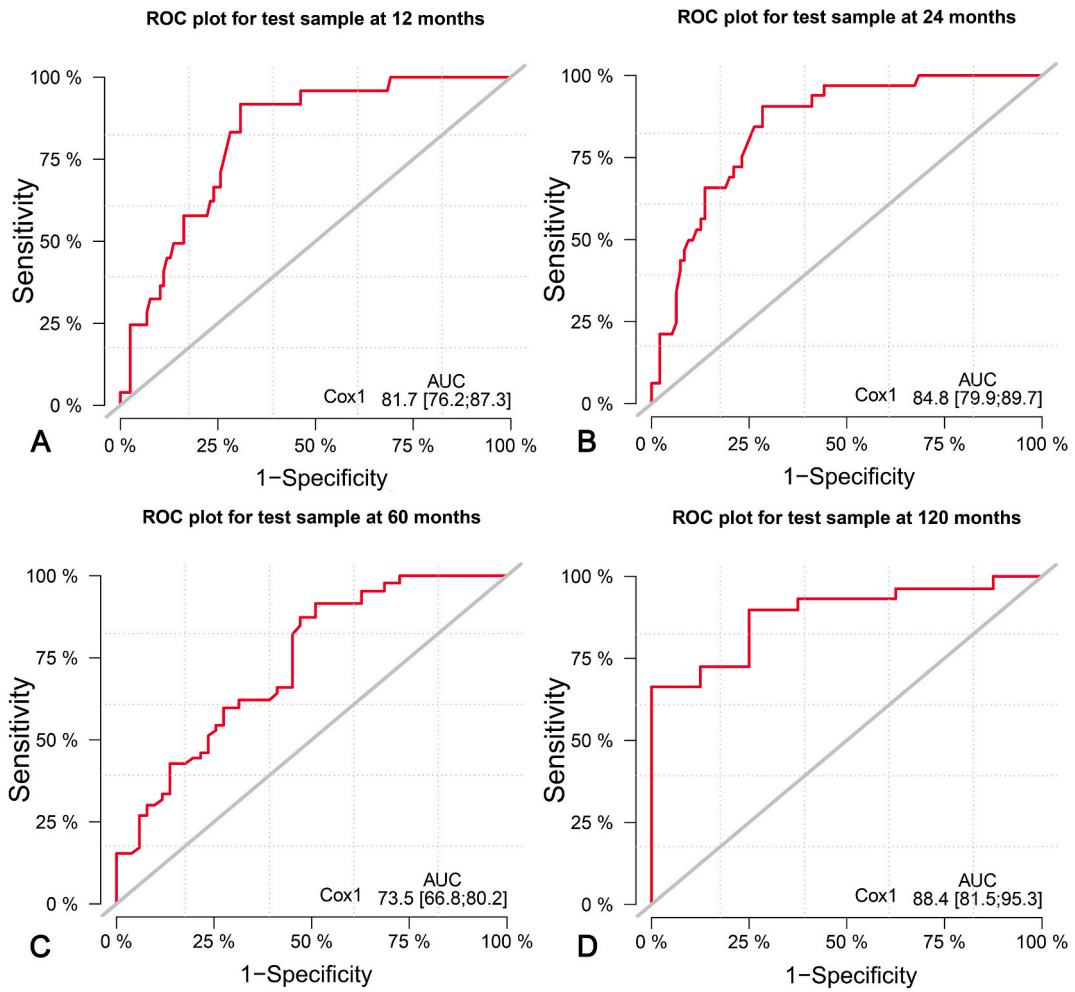 ROC plot for test sample at 12 months
100 %
75 %
50 %
25 %
0 %
Sensitivity
AUC
Cox1 81.7 [76.2;87.3]
0 % 25 % 50 % 75 % 100 %
1−Specificity
A
ROC plot for test sample at 24 months
100 %
75 %
50 %
25 %
0 %
Sensitivity
AUC
Cox1 84.8 [79.9;89.7]
0 % 25 % 50 % 75 % 100 %
1−Specificity
B
ROC plot for test sample at 60 months
100 %
75 %
50 %
25 %
0 %
Sensitivity
AUC
Cox1 73.5 [66.8;80.2]
0 % 25 % 50 % 75 % 100 %
1−Specificity
C
ROC plot for test sample at 120 months
100 %
75 %
50 %
25 %
0 %
Sensitivity
AUC
Cox1 88.4 [81.5;95.3]
0 % 25 % 50 % 75 % 100 %
1−Specificity
D